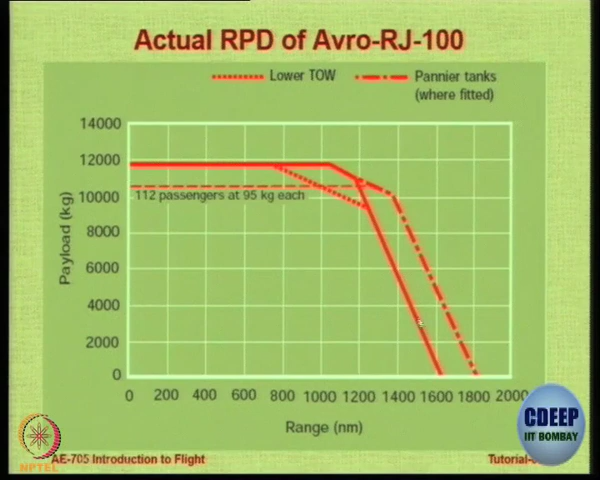 Actual RPD of Avro-RJ-100
Lower TOW
Pannier tanks
(where fitted)
14000
12000
10000
8000
6000
4000
2000
0
Payload (kg)
112 passengers at 95 kg each
0 200 400 600 800 1000 1200 1400 1600 1800 2000
Range (nm)
CDEEP
IIT BOMBAY
NPTEL
AE-705 Introduction to Flight